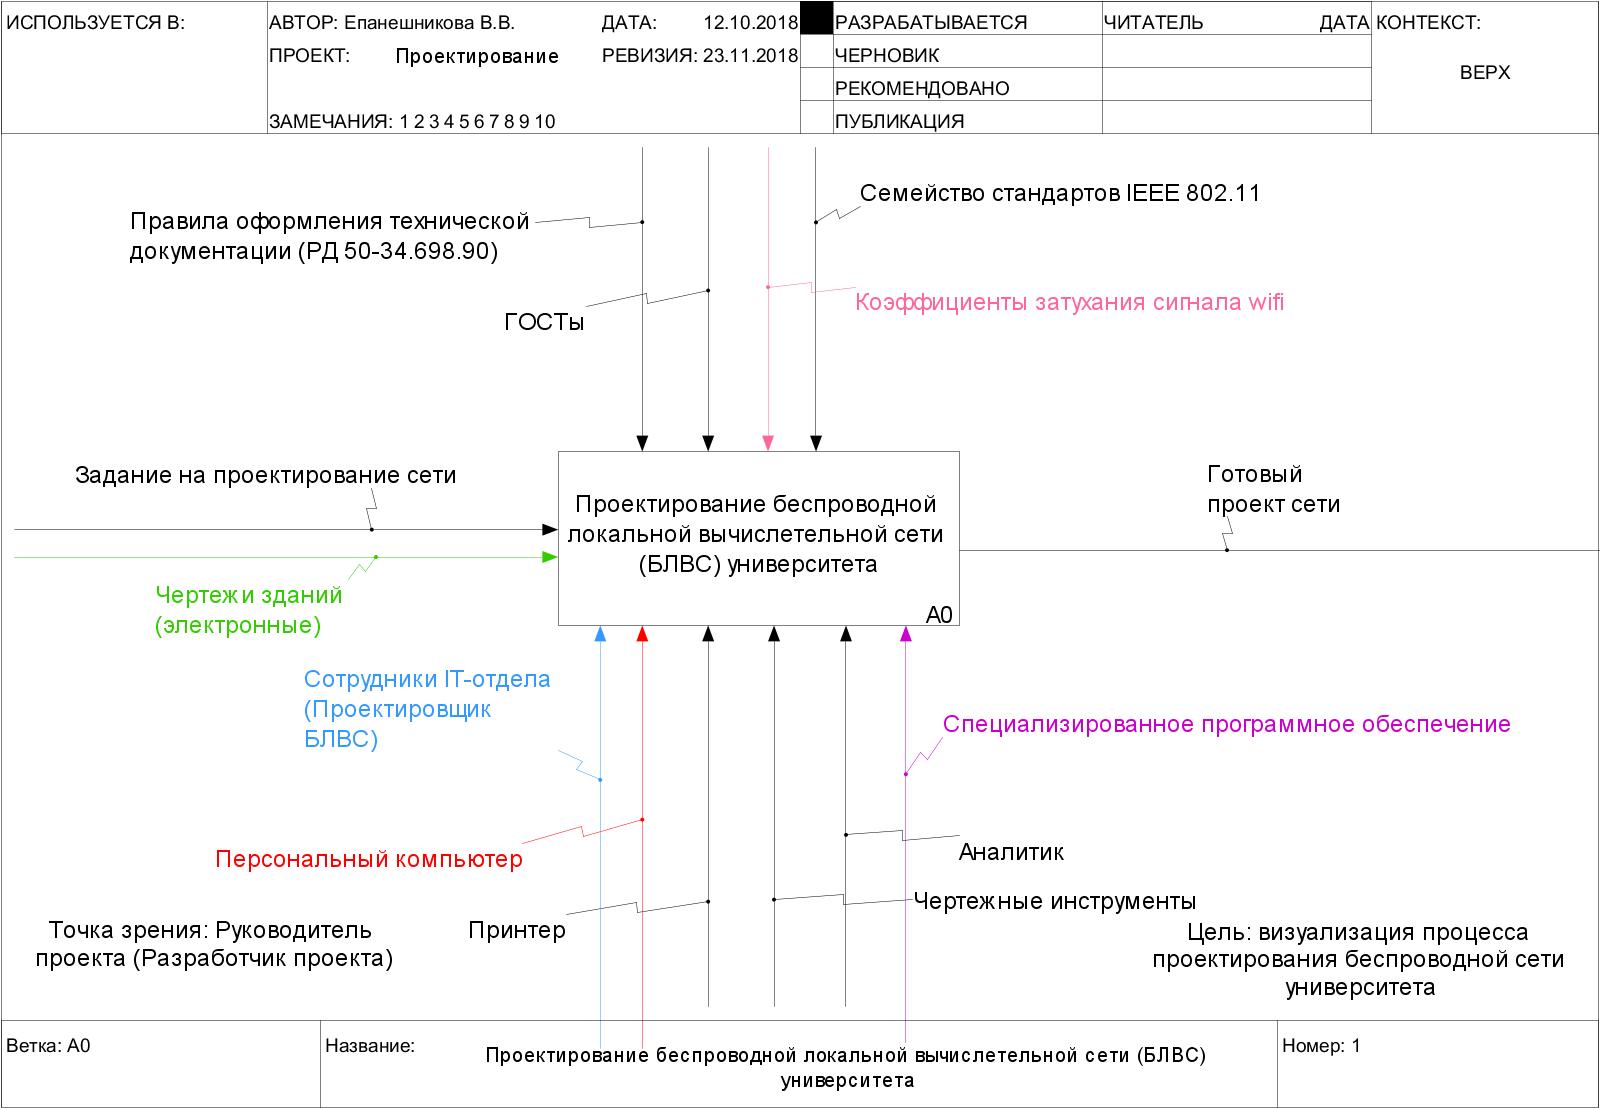 ИСПОЛЬЗУЕТСЯ В:
АВТОР: Епанешникова В.В.
ДАТА: 12.10.2018
ПРОЕКТ: Проектирование
РЕВИЗИЯ: 23.11.2018
ЗАМЕЧАНИЯ: 1 2 3 4 5 6 7 8 9 10
РАЗРАБАТЫВАЕТСЯ
ЧЕРНОВИК
РЕКОМЕНДОВАНО
ПУБЛИКАЦИЯ
ЧИТАТЕЛЬ
ДАТА
КОНТЕКСТ:
ВЕРХ
Правила оформления технической
документации (РД 50-34.698.90)
ГОСТы
Семейство стандартов IEEE 802.11
Коэффициенты затухания сигнала wifi
Задание на проектирование сети
Чертежи зданий
(электронные)
Проектирование беспроводной
локальной вычислетельной сети
(БЛВС) университета
A0
Готовый
проект сети
Сотрудники IT-отдела
(Проектировщик
БЛВС)
Специализированное программное обеспечение
Персональный компьютер
Аналитик
Чертежные инструменты
Принтер
Точка зрения: Руководитель
проекта (Разработчик проекта)
Цель: визуализация процесса
проектирования беспроводной сети
университета
Ветка: A0
Название:
Проектирование беспроводной локальной вычислетельной сети (БЛВС)
университета
Номер: 1